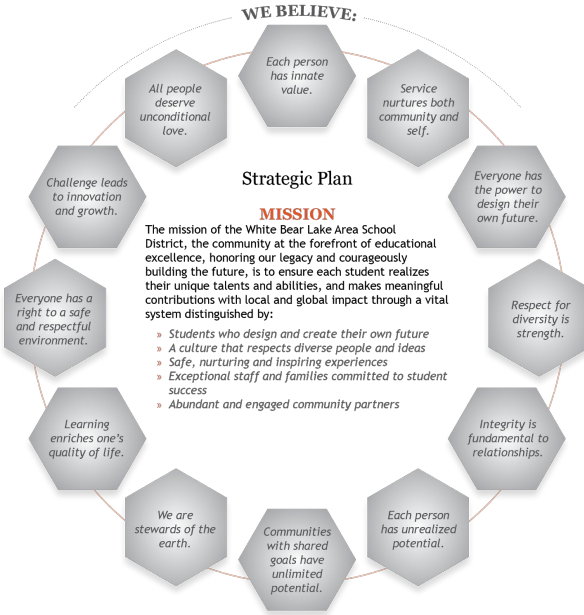 WE BELIEVE:
Each person
has innate
value.
Service
nurtures both
community and
self.
Everyone has
the power to
design their
own future.
Respect for
diversity is
strength.
Integrity is
fundamental to
relationships.
Each person
has unrealized
potential.
Communities
with shared
goals have
unlimited
potential.
We are
stewards of the
earth.
Learning
enriches one’s
quality of life.
Everyone has a
right to a safe
and respectful
environment.
Challenge leads
to innovation
and growth.
All people
deserve
unconditional
love.
Strategic Plan
MISSION
The mission of the White Bear Lake Area School
District, the community at the forefront of educational
excellence, honoring our legacy and courageously
building the future, is to ensure each student realizes
their unique talents and abilities, and makes meaningful
contributions with local and global impact through a vital
system distinguished by:
» Students who design and create their own future
» A culture that respects diverse people and ideas
» Safe, nurturing and inspiring experiences
» Exceptional staff and families committed to student
success
» Abundant and engaged community partners